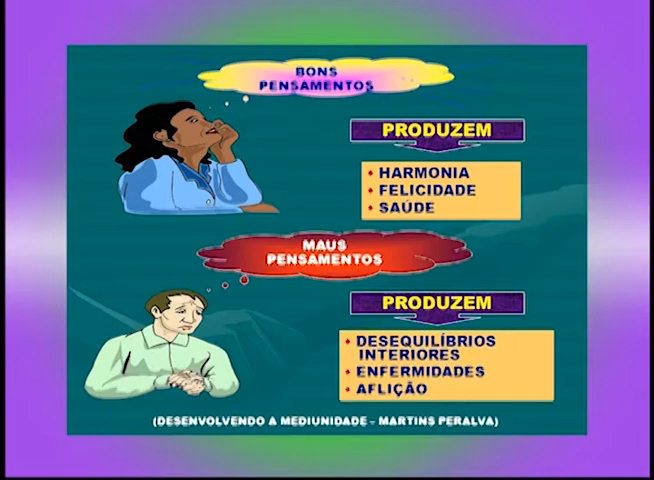 BONS
PENSAMENTOS
PRODUZEM
♦ HARMONIA
♦ FELICIDADE
♦ SAÚDE
MAUS
PENSAMENTOS
PRODUZEM
♦ DESEQUILÍBRIOS
INTERIORES
♦ ENFERMIDADES
♦ AFLIÇÃO
(DESENVOLVENDO A MEDIUNIDADE - MARTINS PERALVA)